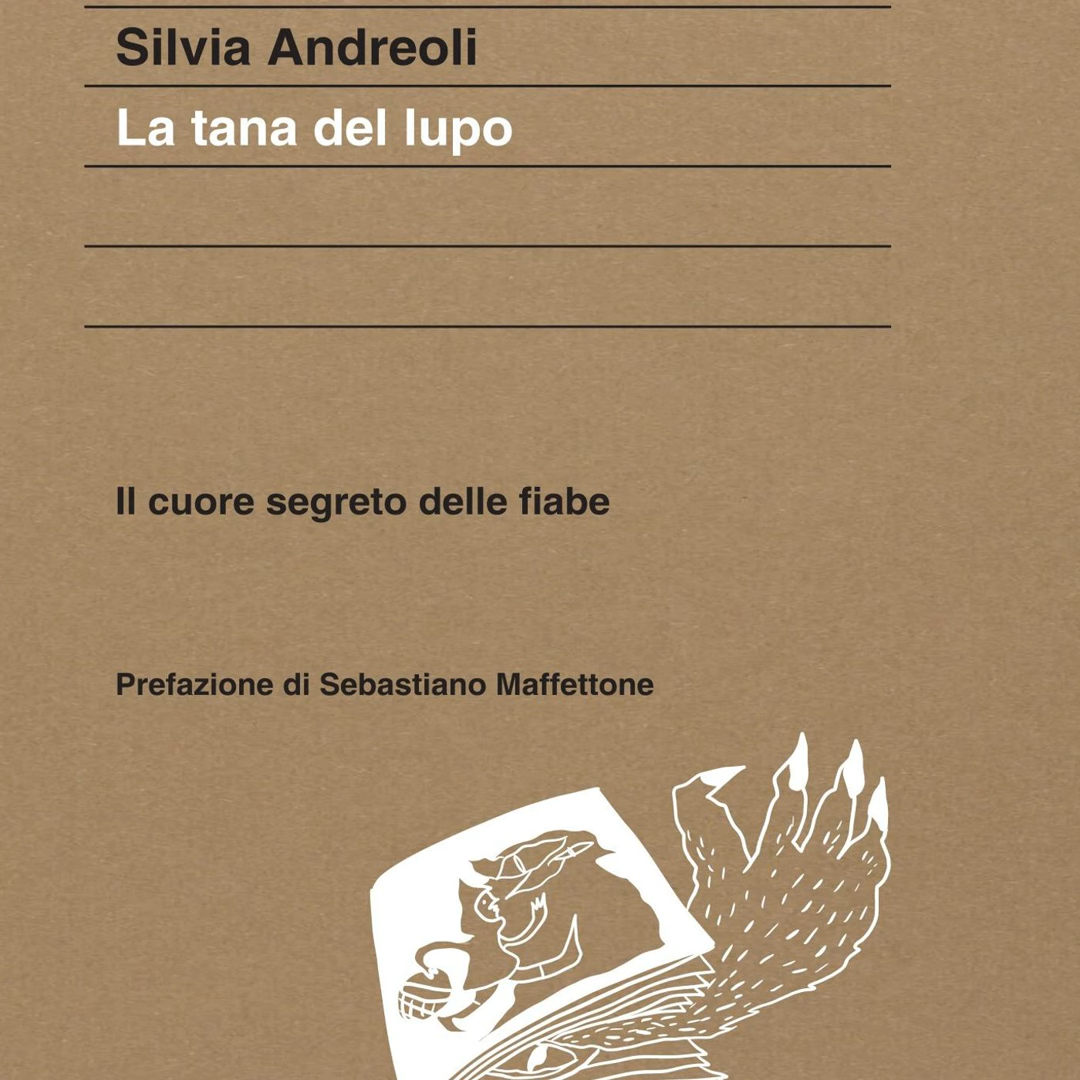 Silvia Andreoli
La tana del lupo
Il cuore segreto delle fiabe
Prefazione di Sebastiano Maffettone